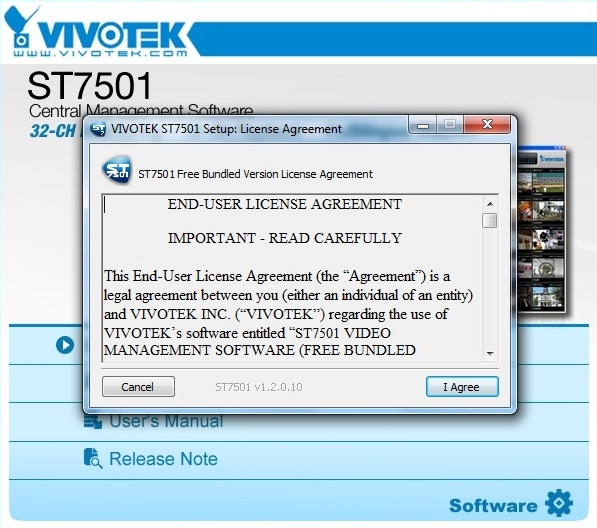 VIVOTEK
www.vivotek.com
ST7501
Central Management Software
32-CH
ST VIVOTEK ST7501 Setup: License Agreement
ST
7501
ST7501 Free Bundled Version License Agreement
END-USER LICENSE AGREEMENT
IMPORTANT - READ CAREFULLY
This End-User License Agreement (the “Agreement”) is a
legal agreement between you (either an individual of an entity)
and VIVOTEK INC. (“VIVOTEK”) regarding the use of
VIVOTEK’s software entitled “ST7501 VIDEO
MANAGEMENT SOFTWARE (FREE BUNDLED
Cancel
ST7501 v1.2.0.10
I Agree
User's Manual
Release Note
Software